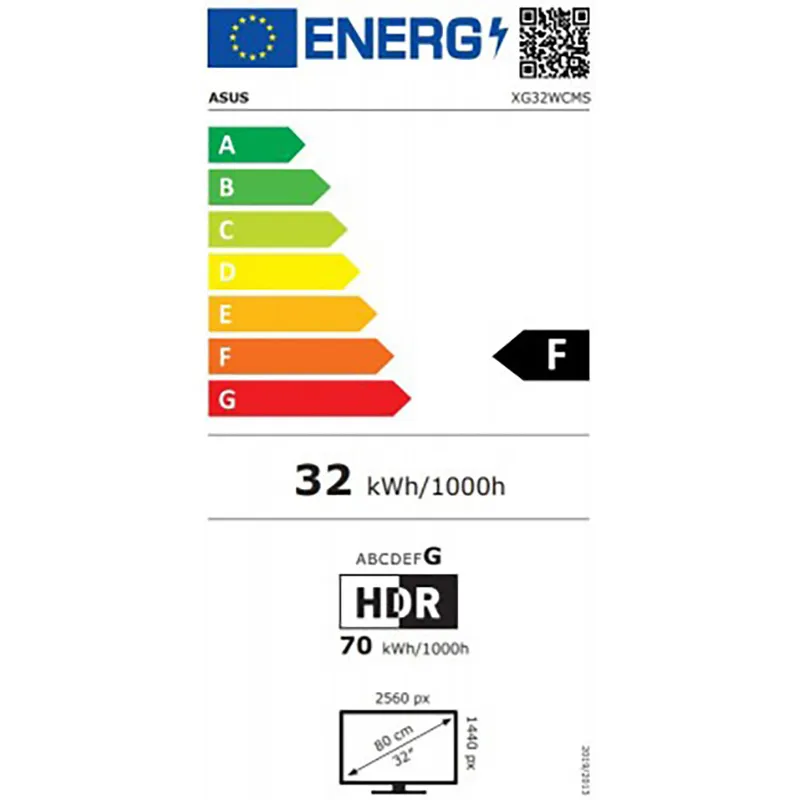 ENERG
ASUS XG32WCMS
A
B
C
D
E
F
F
G
32 kWh/1000h
ABCDEFG
HDR
70 kWh/1000h
2560 px
1440 px
80 cm
32"
2019/2013